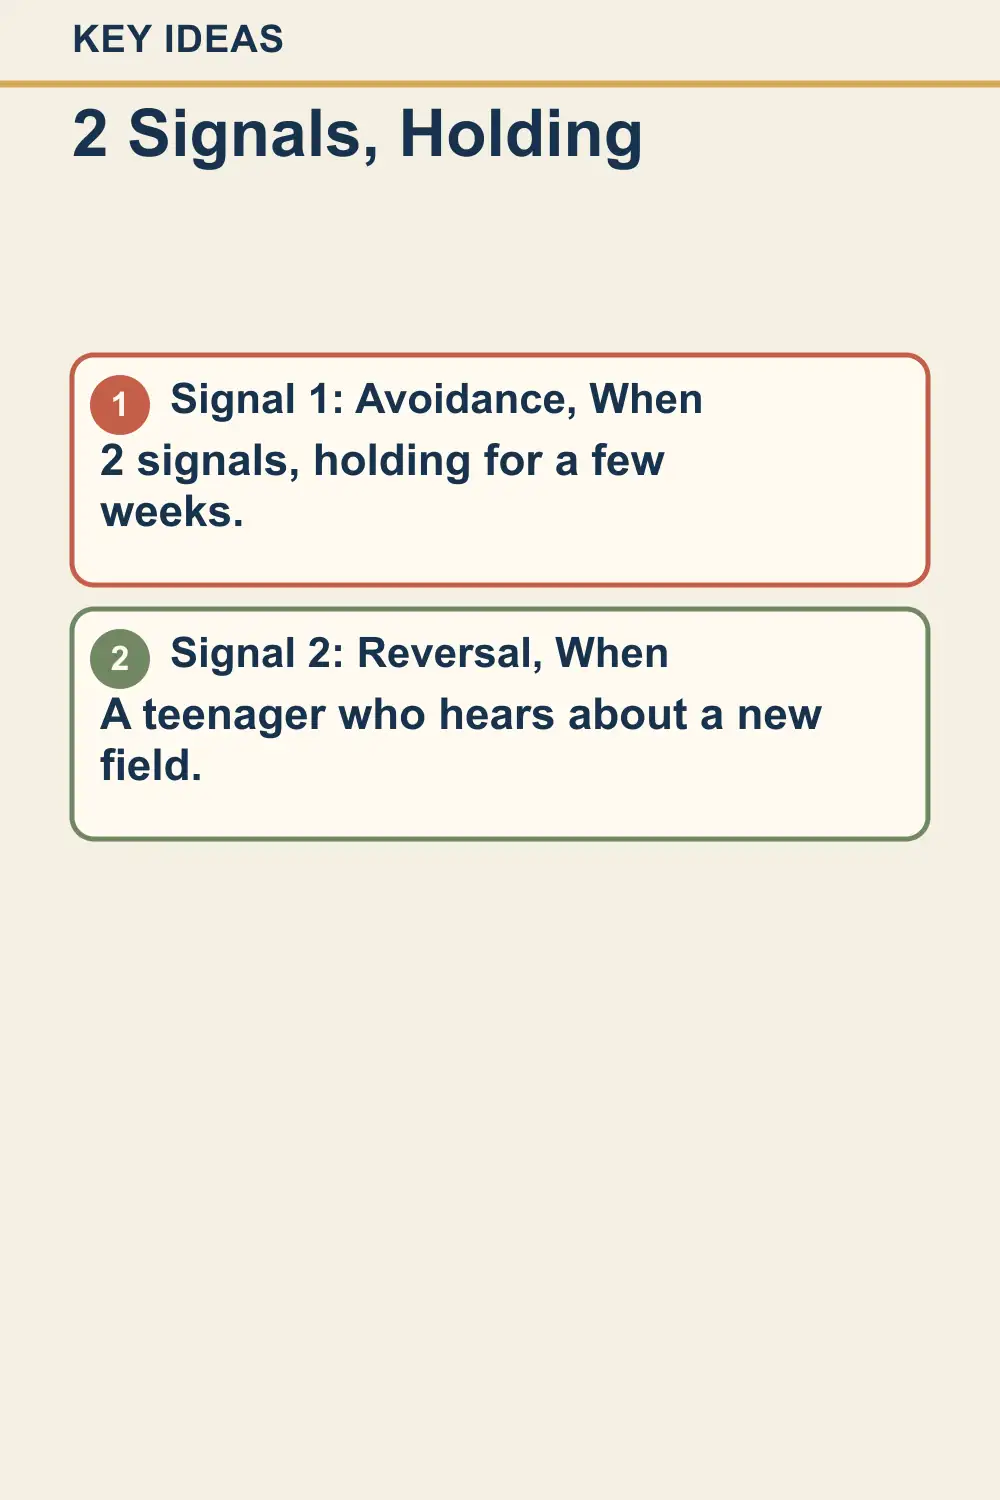 KEY IDEAS
2 Signals, Holding
1 Signal 1: Avoidance, When
2 signals, holding for a few
weeks.
2 Signal 2: Reversal, When
A teenager who hears about a new
field.